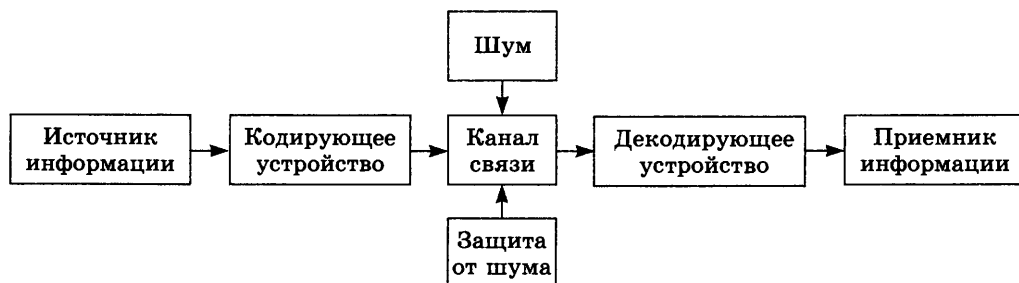 Шум
Источник
информации
Кодирующее
устройство
Канал
связи
Декодирующее
устройство
Приемник
информации
Защита
от шума